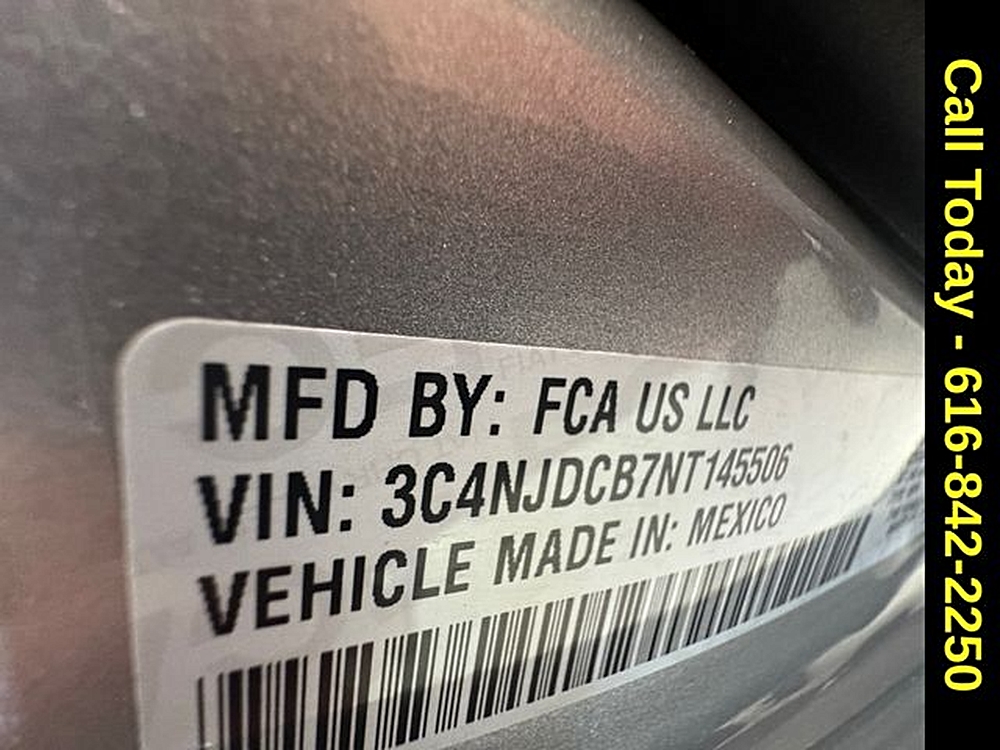 MFD BY: FCA US LLC
VIN: 3C4NJDCB7NT145506
VEHICLE MADE IN: MEXICO
Call Today - 616-842-2250